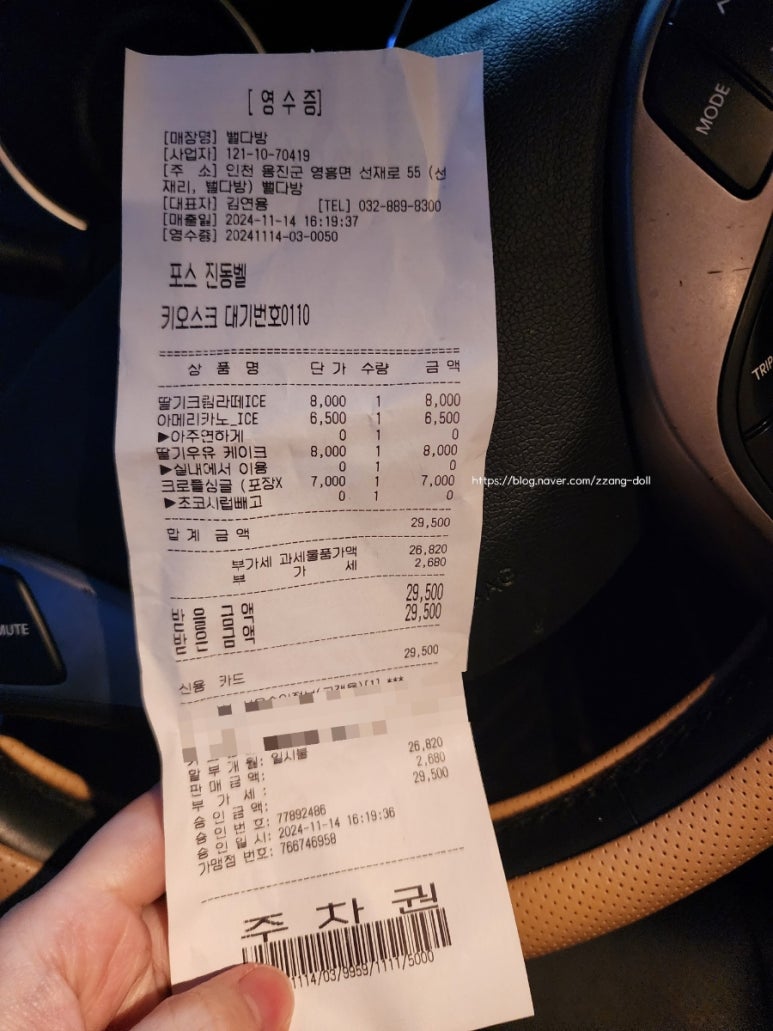 [영수증]
[매장명] 뱰다방
[사업자] 121-10-70419
[주 소] 인천 옹진군 영흥면 선재로 55 (선
재리, 뱰다방) 뱰다방
[대표자] 김연용 [TEL] 032-889-8300
[매출일] 2024-11-14 16:19:37
[영수증] 20241114-03-0050
포스 진동벨
키오스크 대기번호0110
상 품 명 단 가 수량 금 액
딸기크림라떼ICE 8,000 1 8,000
아메리카노_ICE 6,500 1 6,500
▶아주연하게 0 1 0
딸기우유 케이크 8,000 1 8,000
▶실내에서 이용 0 1 0
크로플싱글 (포장X 7,000 1 7,000
▶초코시럽빼고 0 1 0
합 계 금 액 29,500
부가세 과세물품가액 26,820
부 가 세 2,680
받 을 금 액 29,500
받 은 금 액 29,500
신용 카드 29,500
할 부 개 월: 일시불
판 매 금 액: 26,820
부 가 세 : 2,680
승 인 금 액: 29,500
승 인 번 호: 77892486
승 인 일 시: 2024-11-14 16:19:36
가맹점 번호: 766746958
주 차 권
1114/03/9959/1111/5000
MODE
TRIP
MUTE
https://blog.naver.com/zzang-doll